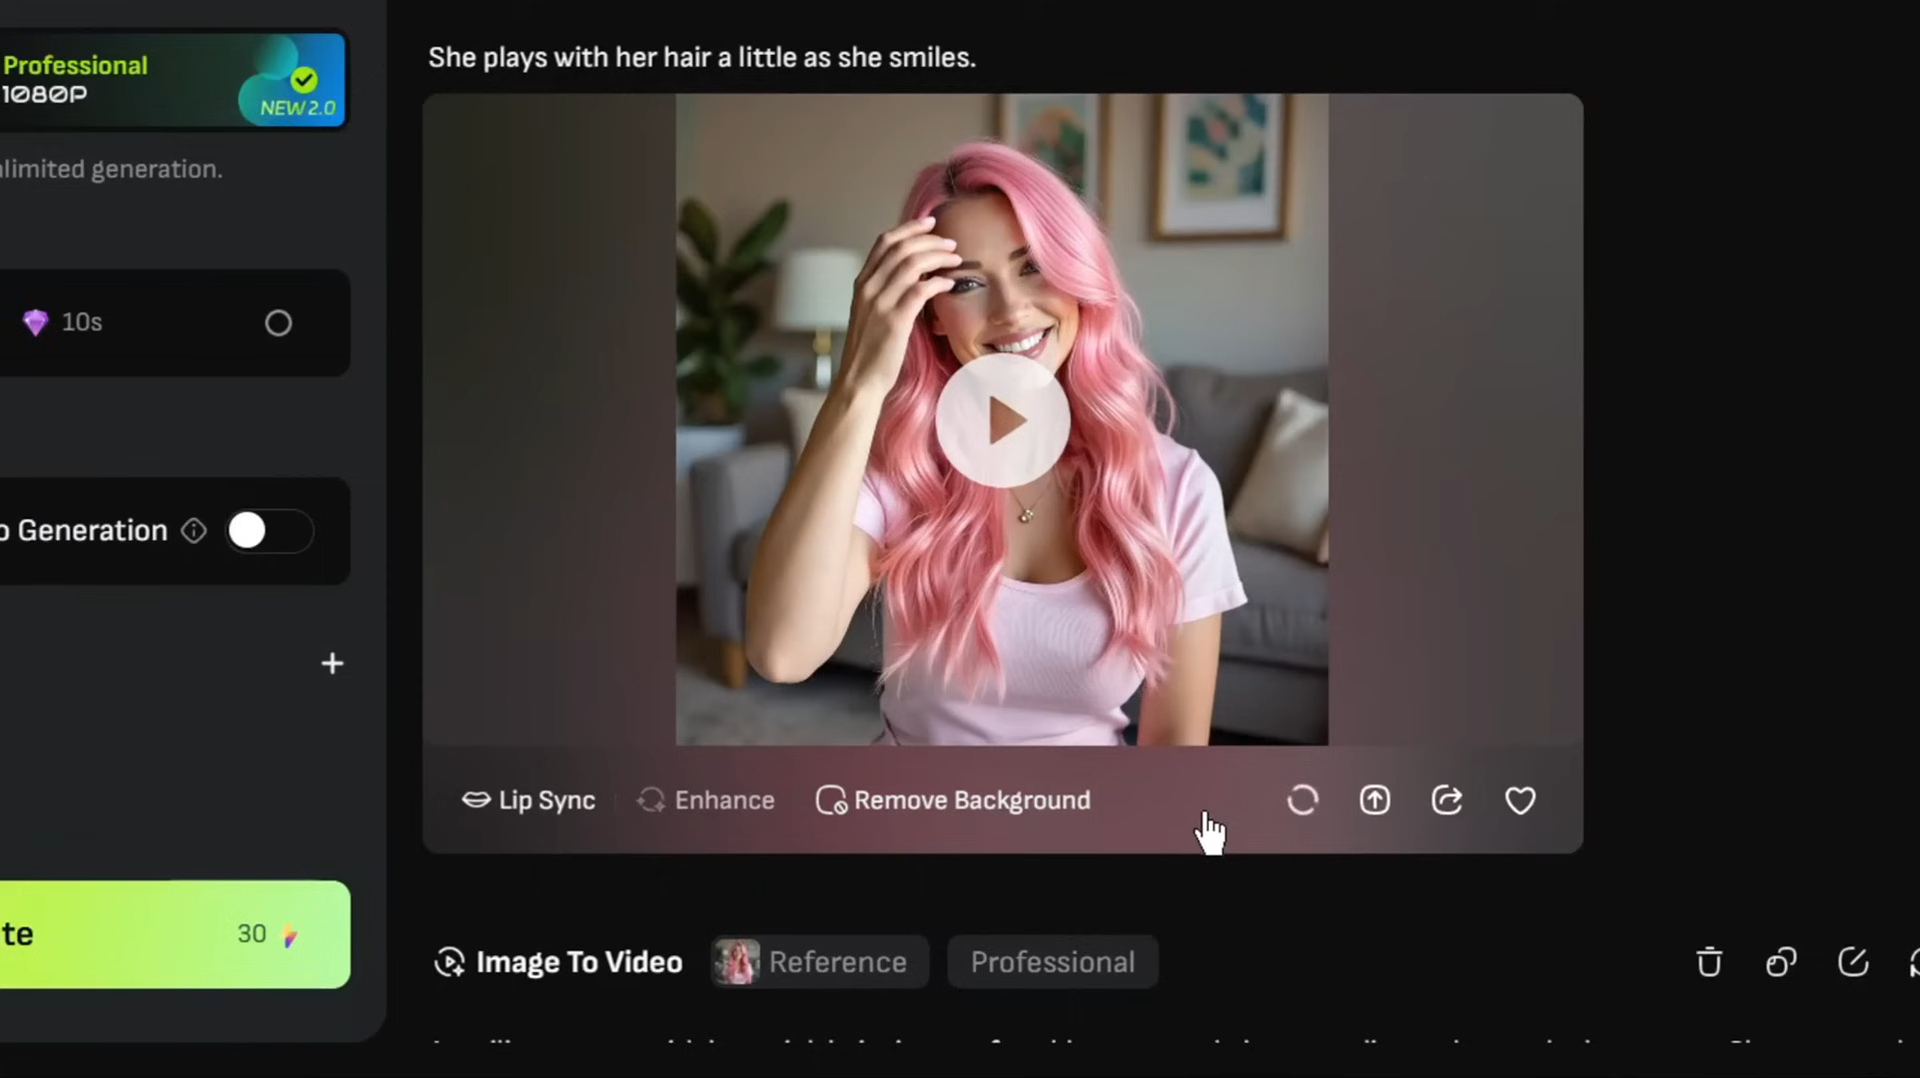 Professional
1080P
NEW 2.0
limited generation.
10s
Generation
te
30
She plays with her hair a little as she smiles.
Lip Sync
Enhance
Remove Background
Image To Video
Reference
Professional